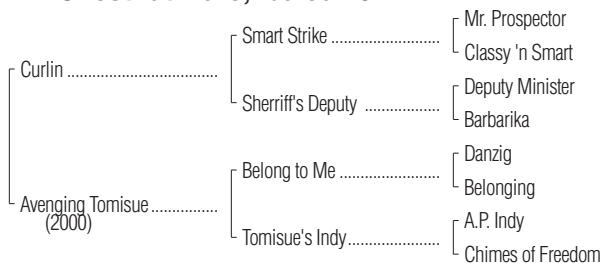 Mr. Prospector
Smart Strike ......................
Classy 'n Smart
Curlin ..............................
Deputy Minister
Sherriff's Deputy ...............
Barbarika
Danzig
Belong to Me ....................
Belonging
Avenging Tomisue.............
(2000)
A.P. Indy
Tomisue's Indy..................
Chimes of Freedom